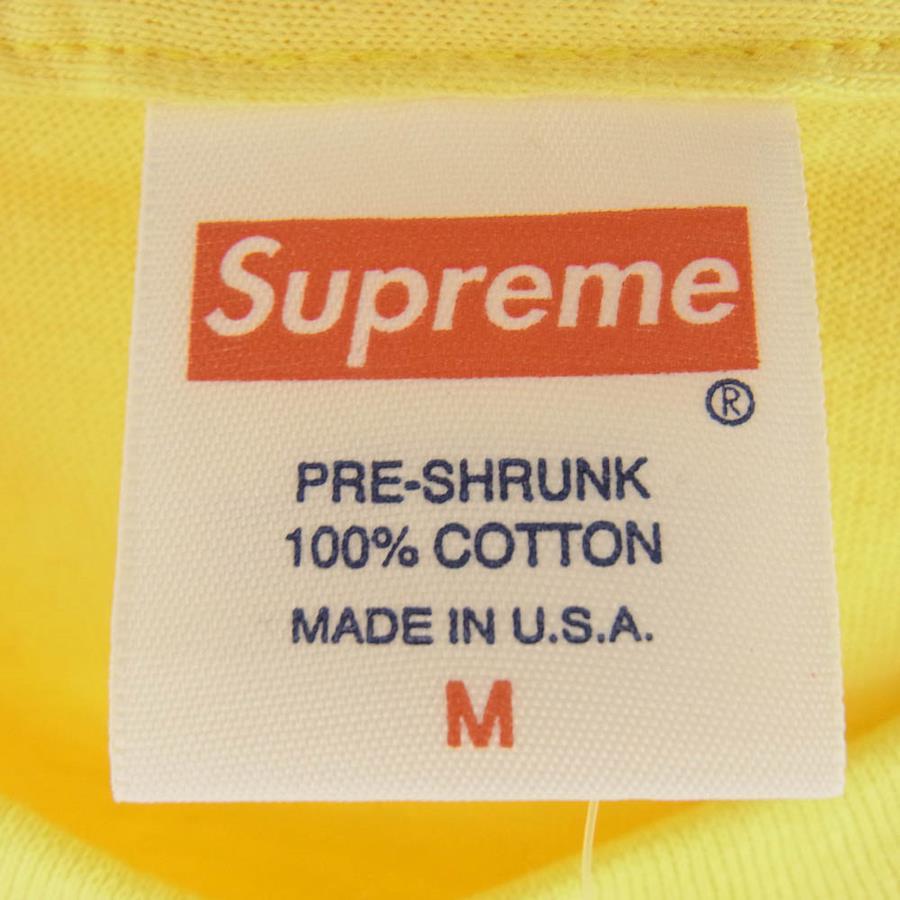 Supreme
®
PRE-SHRUNK
100% COTTON
MADE IN U.S.A.
M